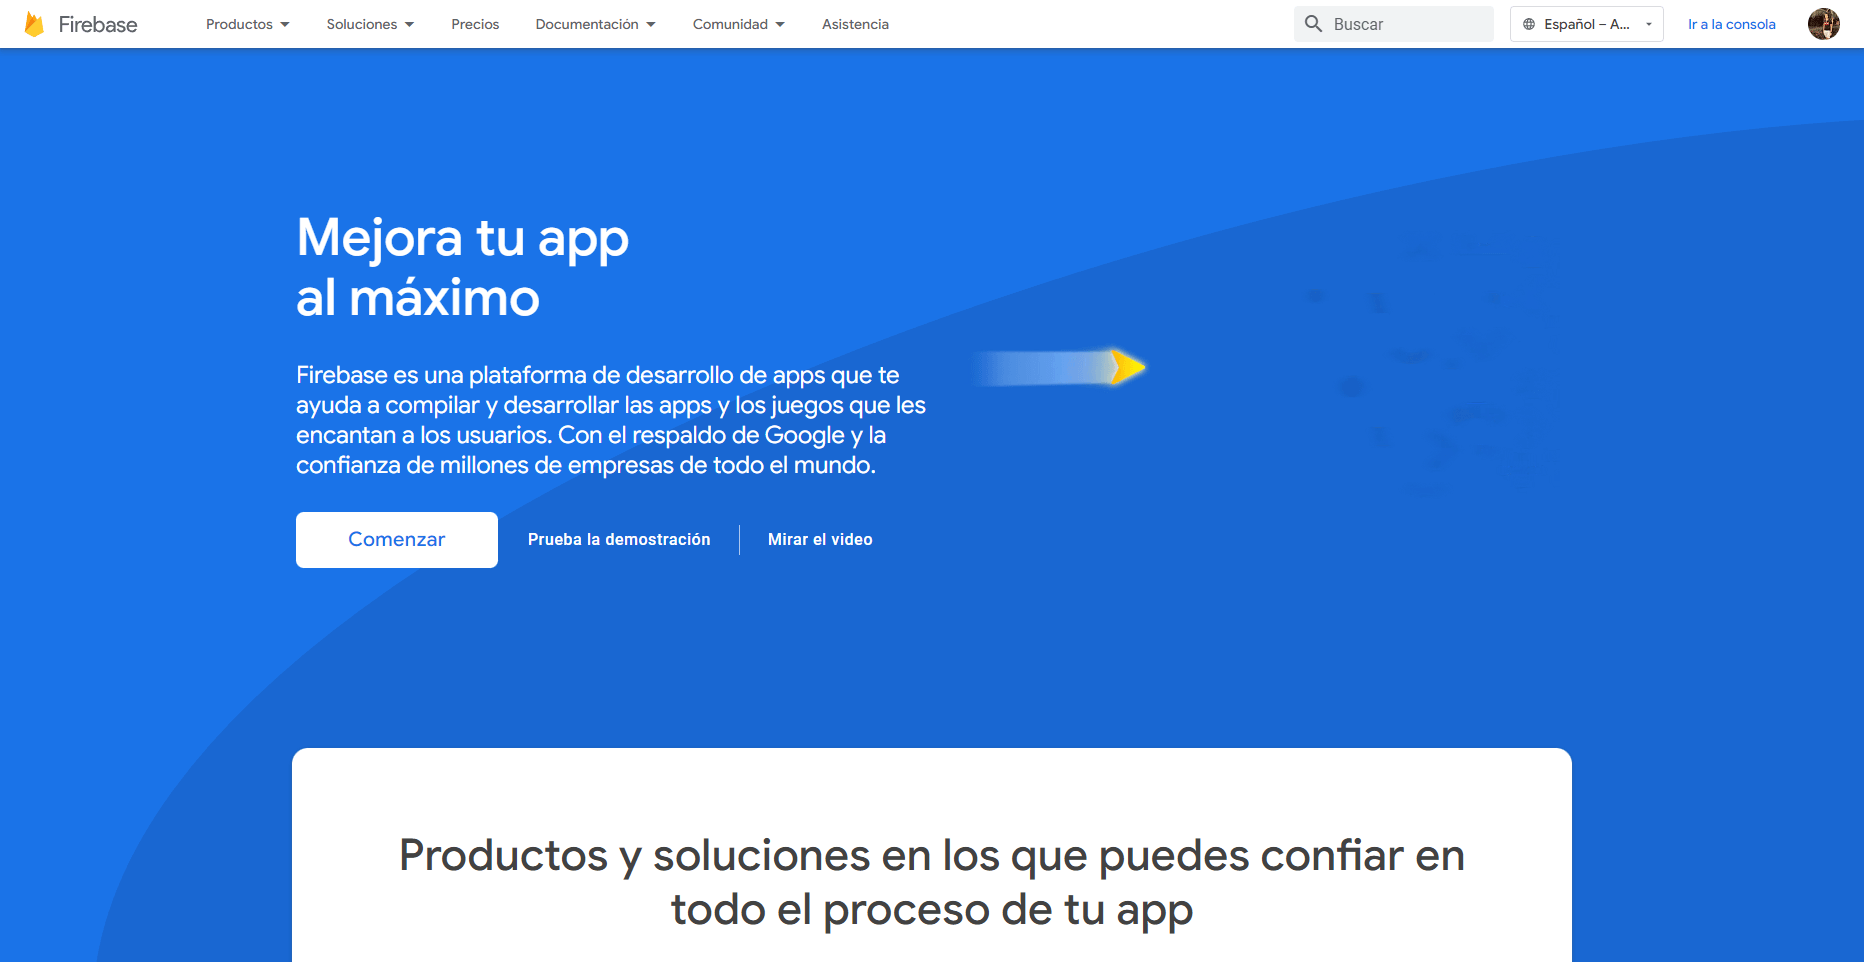 Firebase
Productos
Soluciones
Precios
Documentación
Comunidad
Asistencia
Buscar
Español – A...
Ir a la consola
Mejora tu app
al máximo
Firebase es una plataforma de desarrollo de apps que te
ayuda a compilar y desarrollar las apps y los juegos que les
encantan a los usuarios. Con el respaldo de Google y la
confianza de millones de empresas de todo el mundo.
Comenzar
Prueba la demostración
Mirar el video
Productos y soluciones en los que puedes confiar en
todo el proceso de tu app